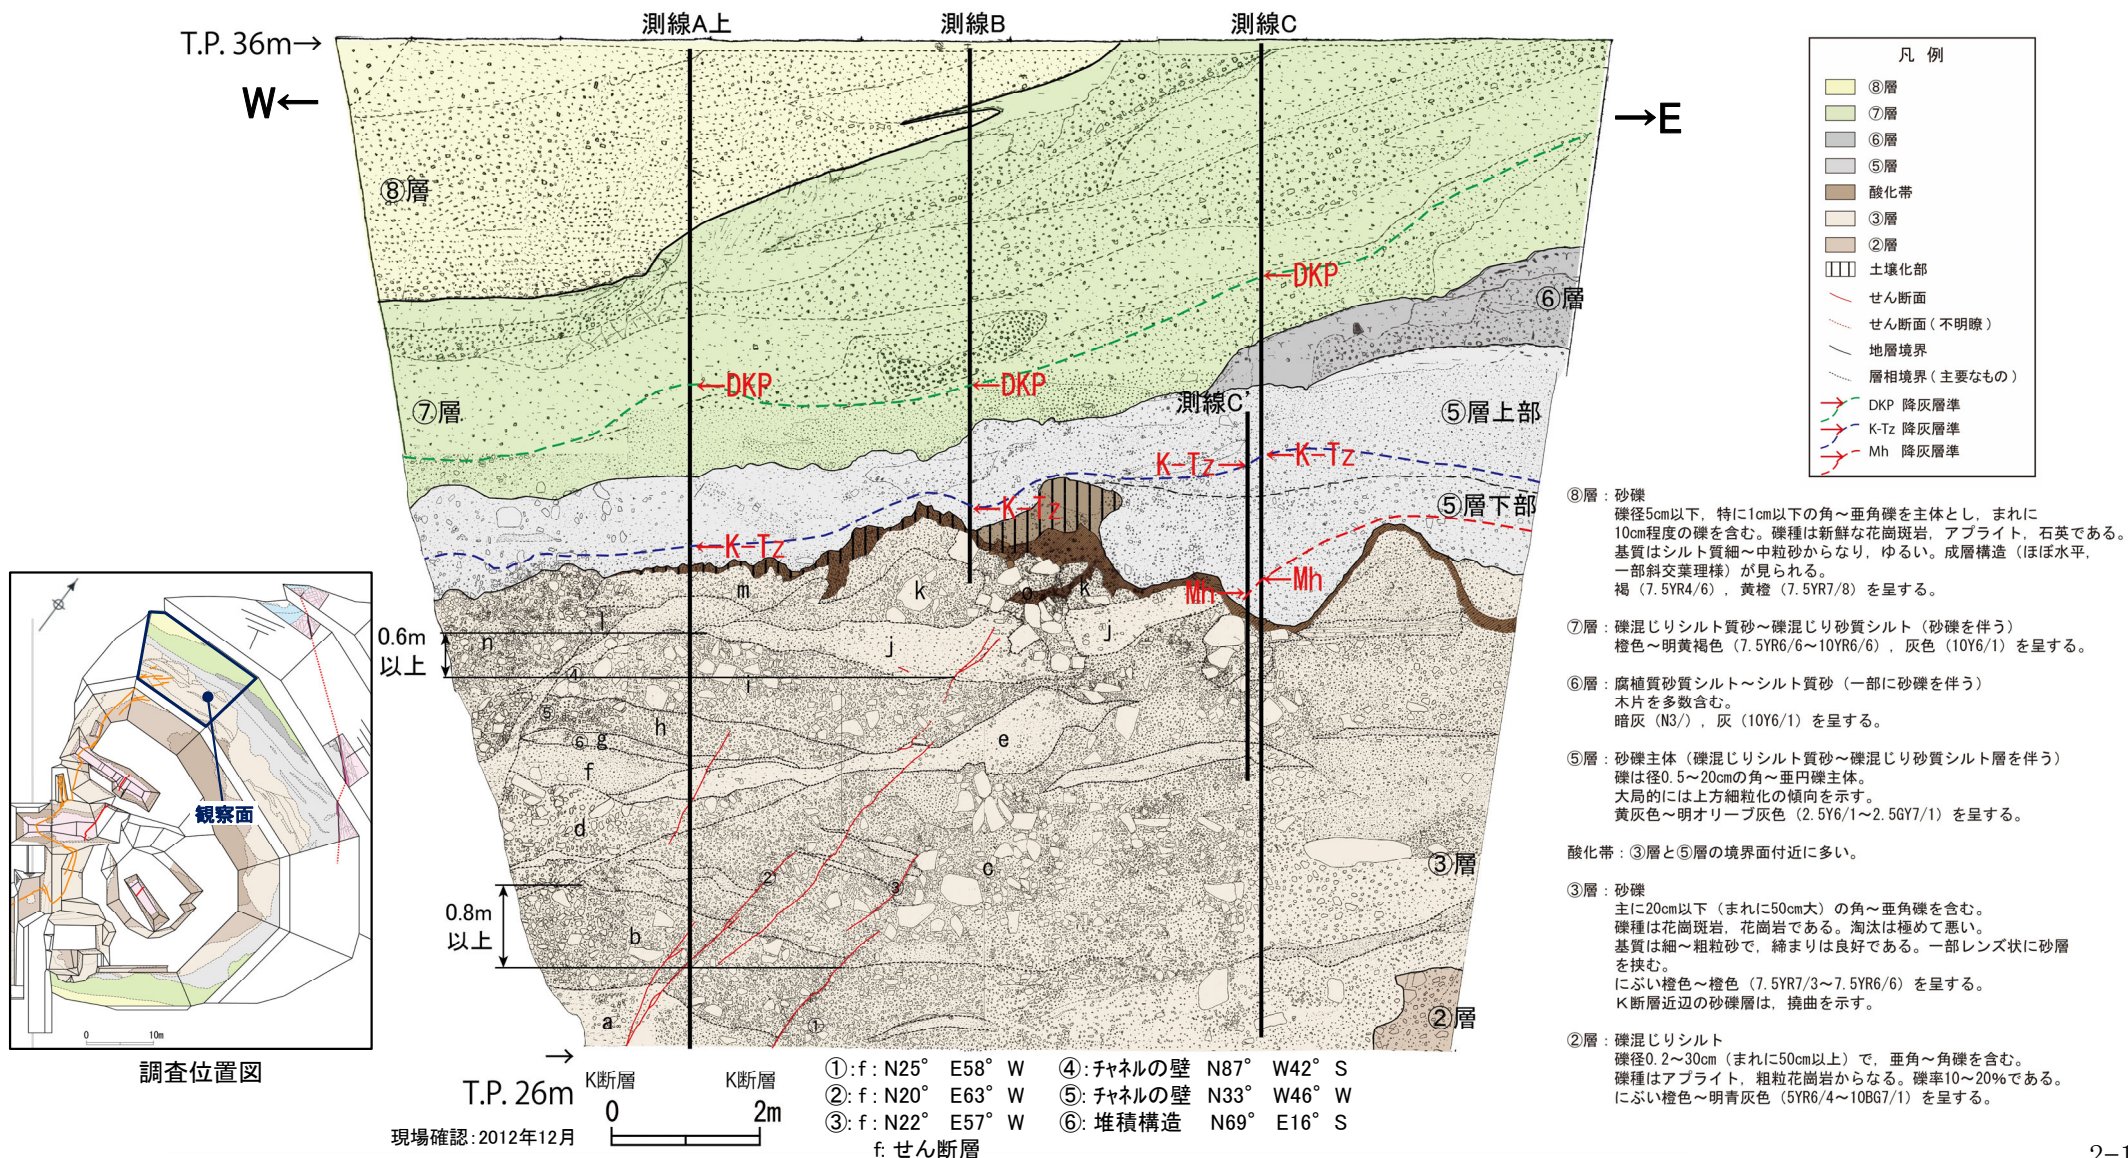 測線A上
測線B
測線C
T.P. 36m→
W←
→E
⑧層
⑦層
⑥層
←DKP
←DKP
←DKP
測線C'
⑤層上部
⑤層下部
K-Tz→
←K-Tz
←K-Tz
←K-Tz
Mh→
←Mh
0.6m
以上
0.8m
以上
m
k
o
k
l
n
j
j
④
i
⑤
h
⑥
g
e
f
d
c
②
③
b
a
①
③層
②層
→
T.P. 26m
K断層
K断層
0
2m
現場確認:2012年12月
①:f:N25° E58° W
②:f:N20° E63° W
③:f:N22° E57° W
f:せん断層
④:チャネルの壁 N87° W42° S
⑤:チャネルの壁 N33° W46° W
⑥:堆積構造 N69° E16° S
観察面
0
10m
調査位置図
凡 例
⑧層
⑦層
⑥層
⑤層
酸化帯
③層
②層
土壌化部
せん断面
せん断面(不明瞭)
地層境界
層相境界(主要なもの)
DKP 降灰層準
K-Tz 降灰層準
Mh 降灰層準
⑧層:砂礫
礫径5cm以下,特に1cm以下の角~亜角礫を主体とし,まれに
10cm程度の礫を含む。礫種は新鮮な花崗斑岩,アプライト,石英である。
基質はシルト質細~中粒砂からなり,ゆるい。成層構造(ほぼ水平,
一部斜交葉理様)が見られる。
褐(7.5YR4/6),黄橙(7.5YR7/8)を呈する。
⑦層:礫混じりシルト質砂~礫混じり砂質シルト(砂礫を伴う)
橙色~明黄褐色(7.5YR6/6~10YR6/6),灰色(10Y6/1)を呈する。
⑥層:腐植質砂質シルト~シルト質砂(一部に砂礫を伴う)
木片を多数含む。
暗灰(N3/),灰(10Y6/1)を呈する。
⑤層:砂礫主体(礫混じりシルト質砂~礫混じり砂質シルト層を伴う)
礫は径0.5~20cmの角~亜円礫主体。
大局的には上方細粒化の傾向を示す。
黄灰色~明オリーブ灰色(2.5Y6/1~2.5GY7/1)を呈する。
酸化帯:③層と⑤層の境界面付近に多い。
③層:砂礫
主に20cm以下(まれに50cm大)の角~亜角礫を含む。
礫種は花崗斑岩,花崗岩である。淘汰は極めて悪い。
基質は細~粗粒砂で,締まりは良好である。一部レンズ状に砂層
を挟む。
にぶい橙色~橙色(7.5YR7/3~7.5YR6/6)を呈する。
K断層近辺の砂礫層は,撓曲を示す。
②層:礫混じりシルト
礫径0.2~30cm(まれに50cm以上)で,亜角~角礫を含む。
礫種はアプライト,粗粒花崗岩からなる。礫率10~20%である。
にぶい橙色~明青灰色(5YR6/4~10BG7/1)を呈する。